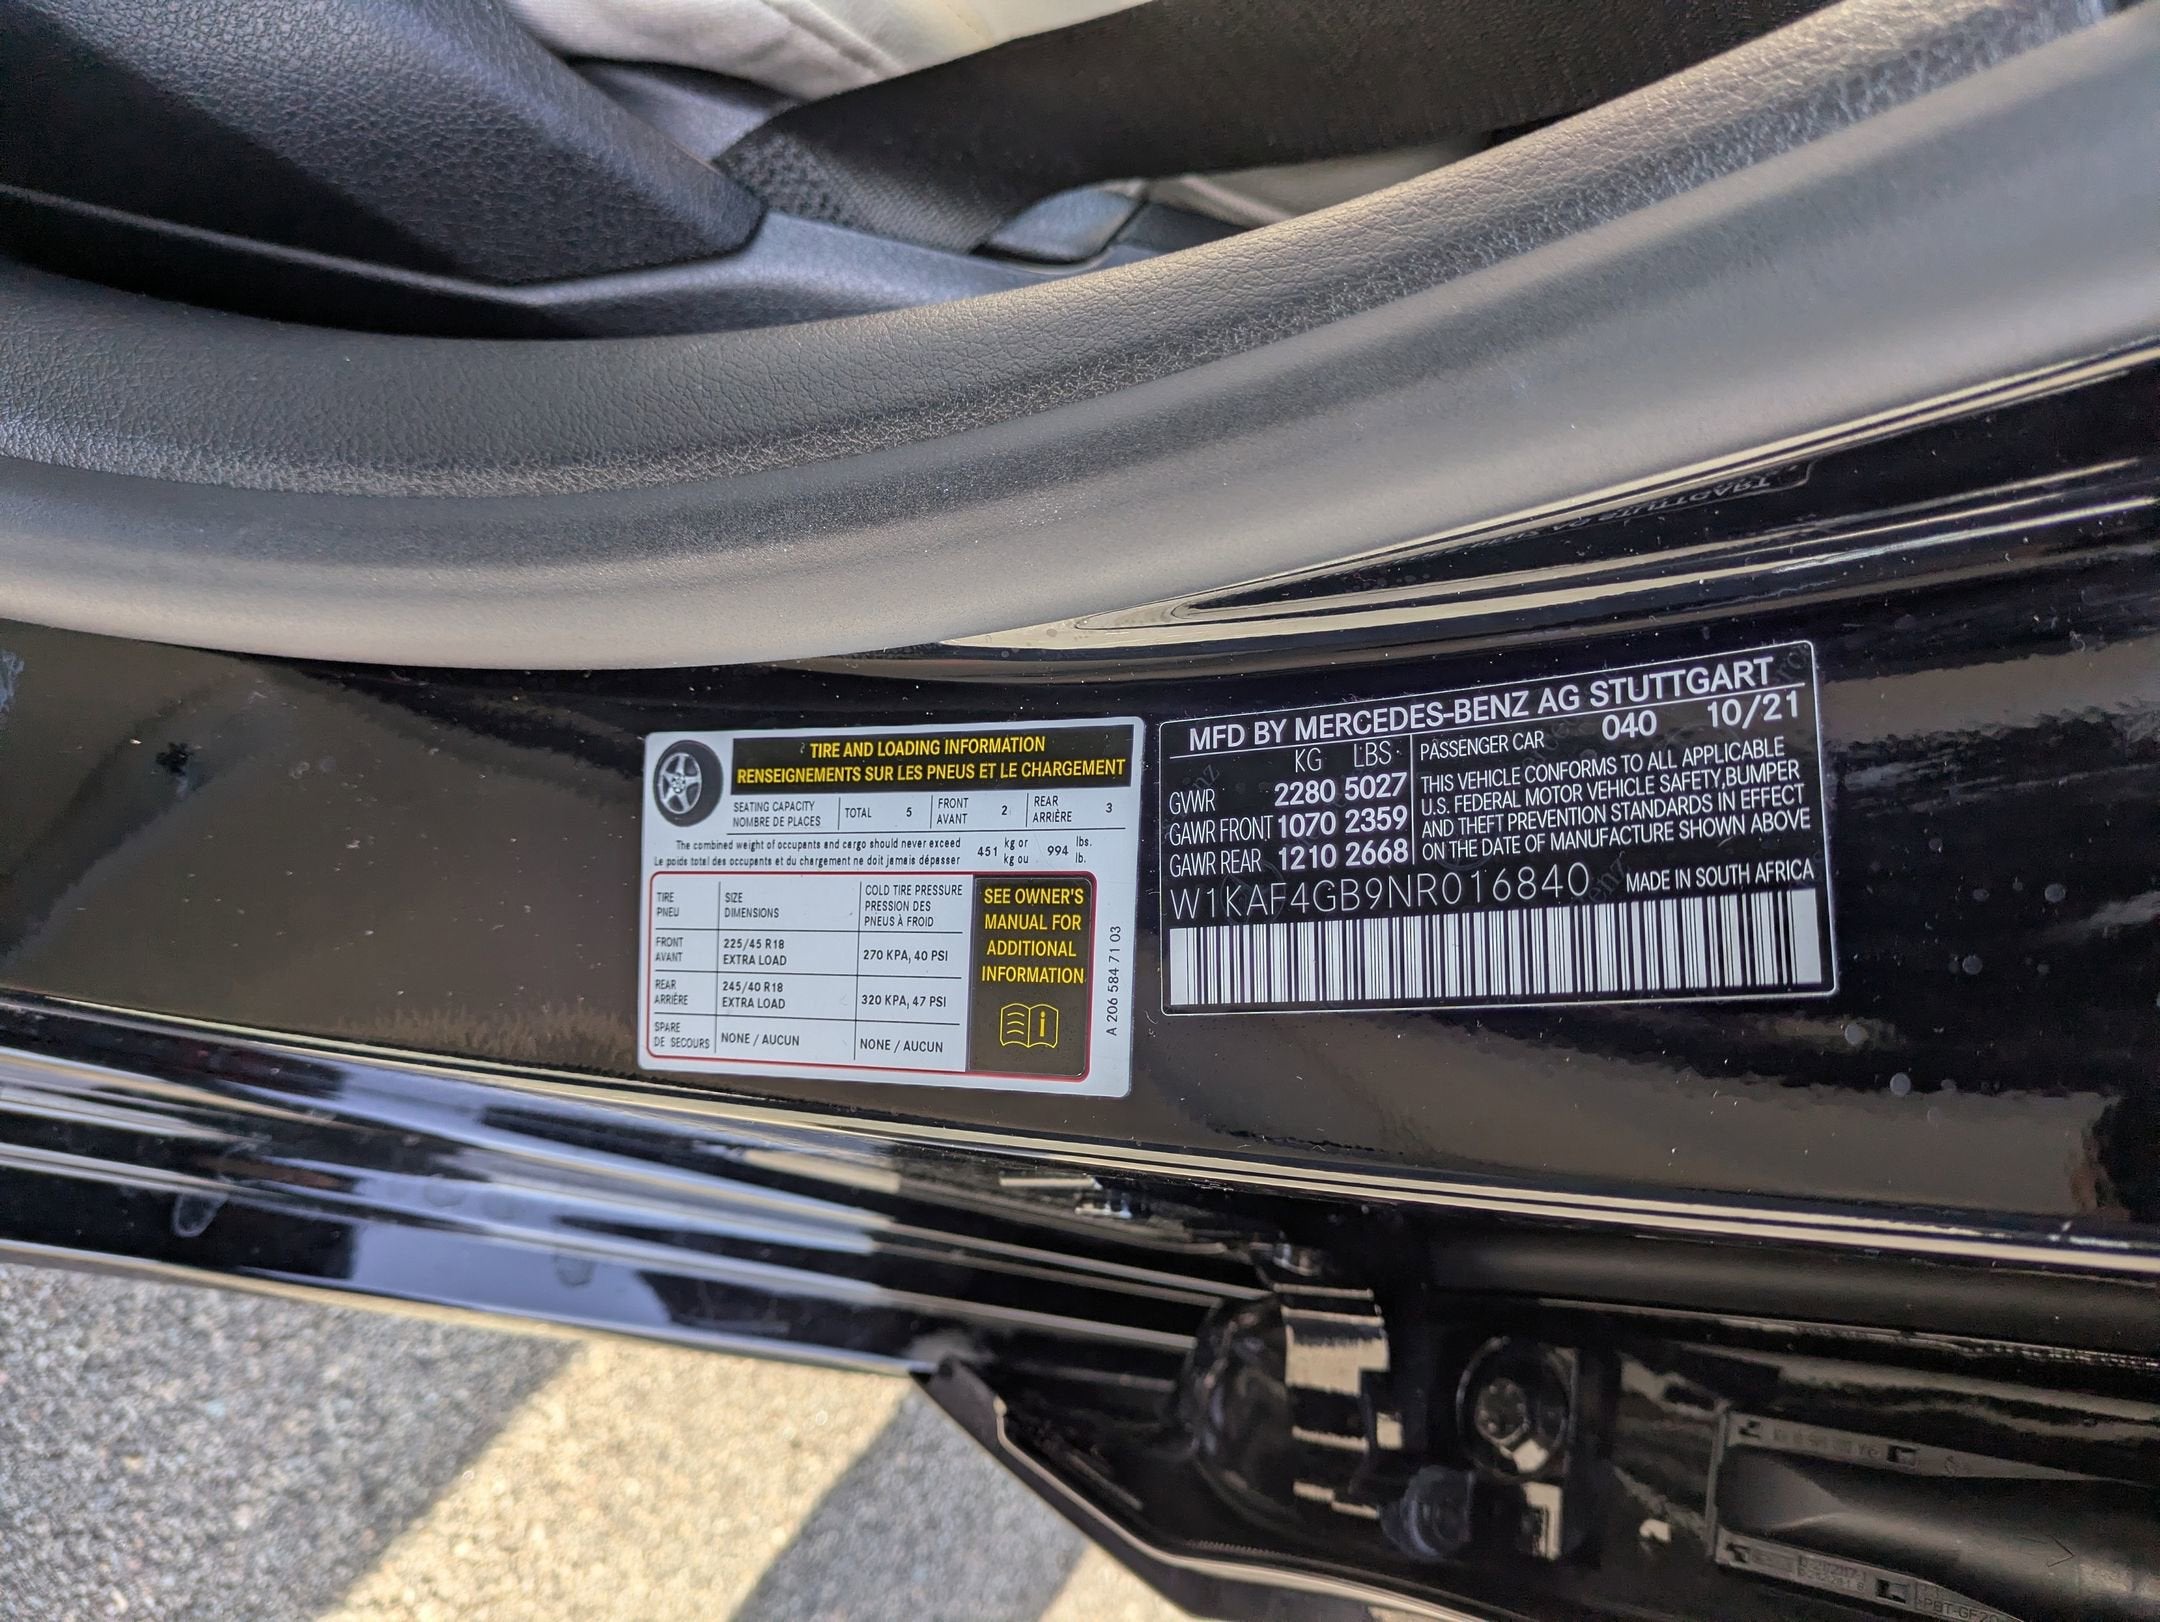 TIRE AND LOADING INFORMATION
RENSEIGNEMENTS SUR LES PNEUS ET LE CHARGEMENT
SEATING CAPACITY
NOMBRE DE PLACES
TOTAL 5
FRONT
AVANT
2
REAR
ARRIÈRE
3
The combined weight of occupants and cargo should never exceed
Le poids total des occupants et du chargement ne doit jamais dépasser
451 kg or
kg ou
994 lbs.
lb.
TIRE
PNEU
SIZE
DIMENSIONS
COLD TIRE PRESSURE
PRESSION DES
PNEUS À FROID
FRONT
AVANT
225/45 R18
EXTRA LOAD
270 KPA, 40 PSI
REAR
ARRIÈRE
245/40 R18
EXTRA LOAD
320 KPA, 47 PSI
SPARE
DE SECOURS
NONE / AUCUN
NONE / AUCUN
SEE OWNER'S
MANUAL FOR
ADDITIONAL
INFORMATION
A 206 584 71 03
MFD BY MERCEDES-BENZ AG STUTTGART
KG LBS
PASSENGER CAR 040 10/21
GVWR 2280 5027
GAWR FRONT 1070 2359
GAWR REAR 1210 2668
THIS VEHICLE CONFORMS TO ALL APPLICABLE
U.S. FEDERAL MOTOR VEHICLE SAFETY,BUMPER
AND THEFT PREVENTION STANDARDS IN EFFECT
ON THE DATE OF MANUFACTURE SHOWN ABOVE
W1KAF4GB9NR016840 MADE IN SOUTH AFRICA